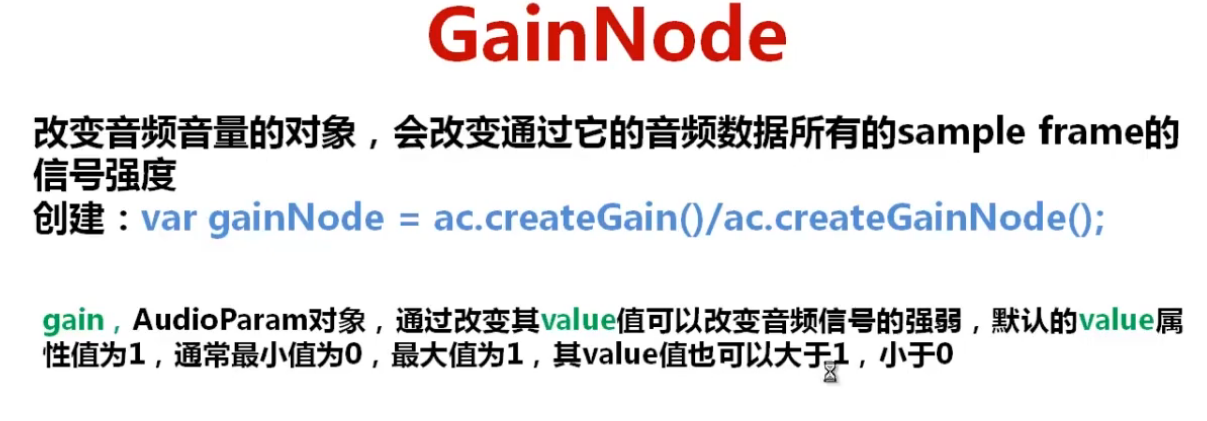 GainNode
改变音频音量的对象，会改变通过它的音频数据所有的sample frame的
信号强度
创建：var gainNode = ac.createGain()/ac.createGainNode();
gain，AudioParam对象，通过改变其value值可以改变音频信号的强弱，默认的value属
性值为1，通常最小值为0，最大值为1，其value值也可以大于1，小于0